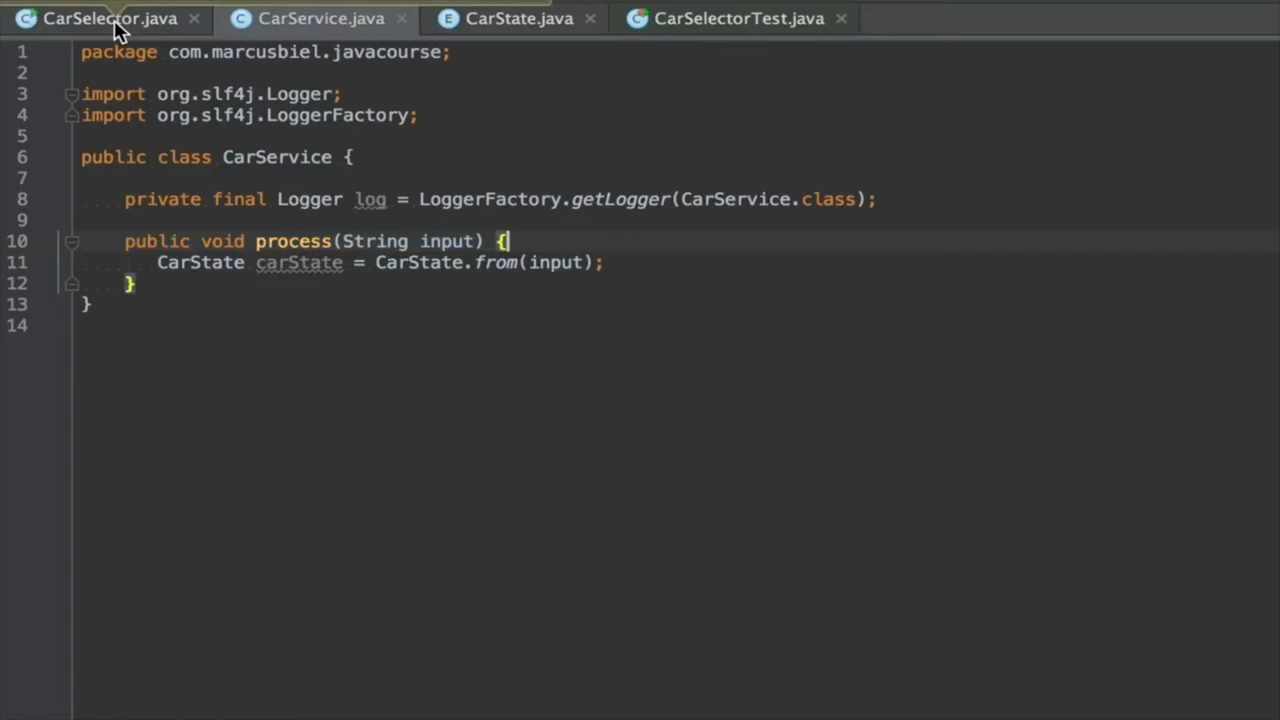 CarSelector.java CarService.java CarState.java CarSelectorTest.java
1 package com.marcusbiel.javacourse;
2
3 import org.slf4j.Logger;
4 import org.slf4j.LoggerFactory;
5
6 public class CarService {
7
8 private final Logger log = LoggerFactory.getLogger(CarService.class);
9
10 public void process(String input) {
11 CarState carState = CarState.from(input);
12 }
13 }
14